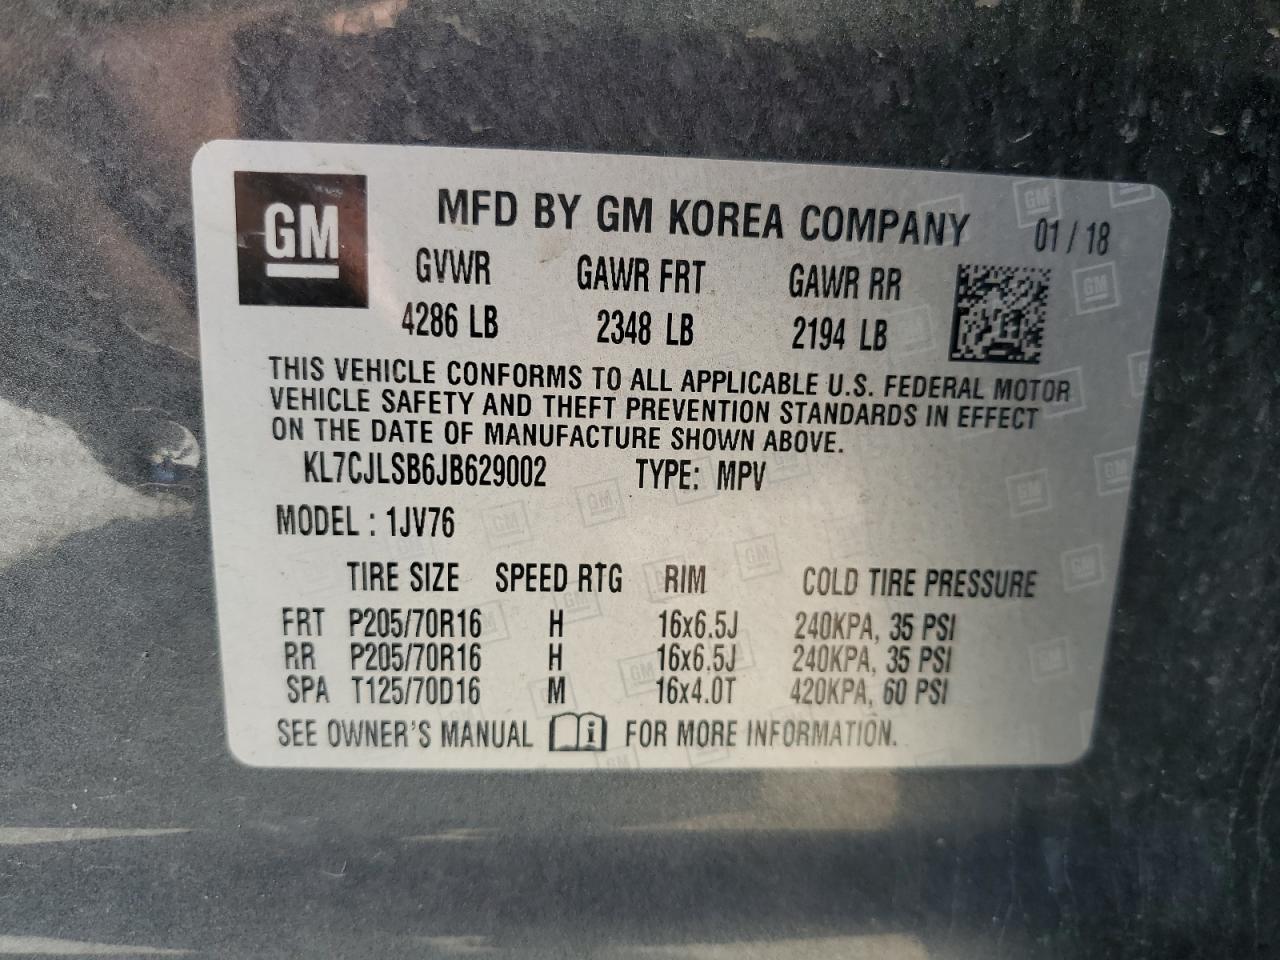 GM
MFD BY GM KOREA COMPANY 01 / 18
GVWR GAWR FRT GAWR RR
4286 LB 2348 LB 2194 LB
THIS VEHICLE CONFORMS TO ALL APPLICABLE U.S. FEDERAL MOTOR
VEHICLE SAFETY AND THEFT PREVENTION STANDARDS IN EFFECT
ON THE DATE OF MANUFACTURE SHOWN ABOVE.
KL7CJLSB6JB629002 TYPE: MPV
MODEL : 1JV76
TIRE SIZE SPEED RTG RIM COLD TIRE PRESSURE
FRT P205/70R16 H 16x6.5J 240KPA, 35 PSI
RR P205/70R16 H 16x6.5J 240KPA, 35 PSI
SPA T125/70D16 M 16x4.0T 420KPA, 60 PSI
SEE OWNER'S MANUAL i FOR MORE INFORMATION.